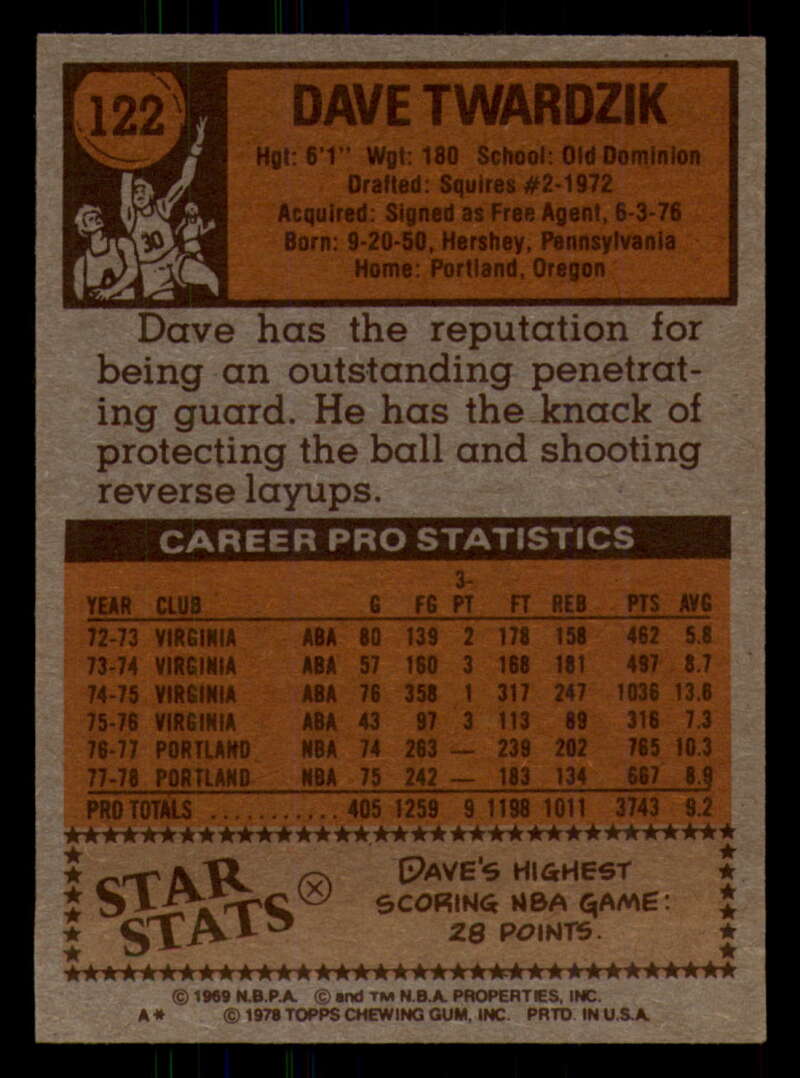 122
DAVE TWARDZIK
Hgt: 6'1" Wgt: 180 School: Old Dominion
Drafted: Squires #2-1972
Acquired: Signed as Free Agent, 6-3-76
Born: 9-20-50, Hershey, Pennsylvania
Home: Portland, Oregon
30
Dave has the reputation for
being an outstanding penetrat-
ing guard. He has the knack of
protecting the ball and shooting
reverse layups.
CAREER PRO STATISTICS
YEAR CLUB G FG 3-PT FT REB PTS AVG
72-73 VIRGINIA ABA 80 139 2 178 158 462 5.8
73-74 VIRGINIA ABA 57 160 3 168 181 497 8.7
74-75 VIRGINIA ABA 76 358 1 317 247 1036 13.6
75-76 VIRGINIA ABA 43 97 3 113 89 316 7.3
76-77 PORTLAND NBA 74 263 — 239 202 765 10.3
77-78 PORTLAND NBA 75 242 — 183 134 667 8.9
PRO TOTALS ........... 405 1259 9 1198 1011 3743 9.2
STAR
STATS
DAVE'S HIGHEST
SCORING NBA GAME:
28 POINTS.
© 1969 N.B.P.A. © and TM N.B.A. PROPERTIES, INC.
A* © 1978 TOPPS CHEWING GUM, INC. PRTD. IN U.S.A.